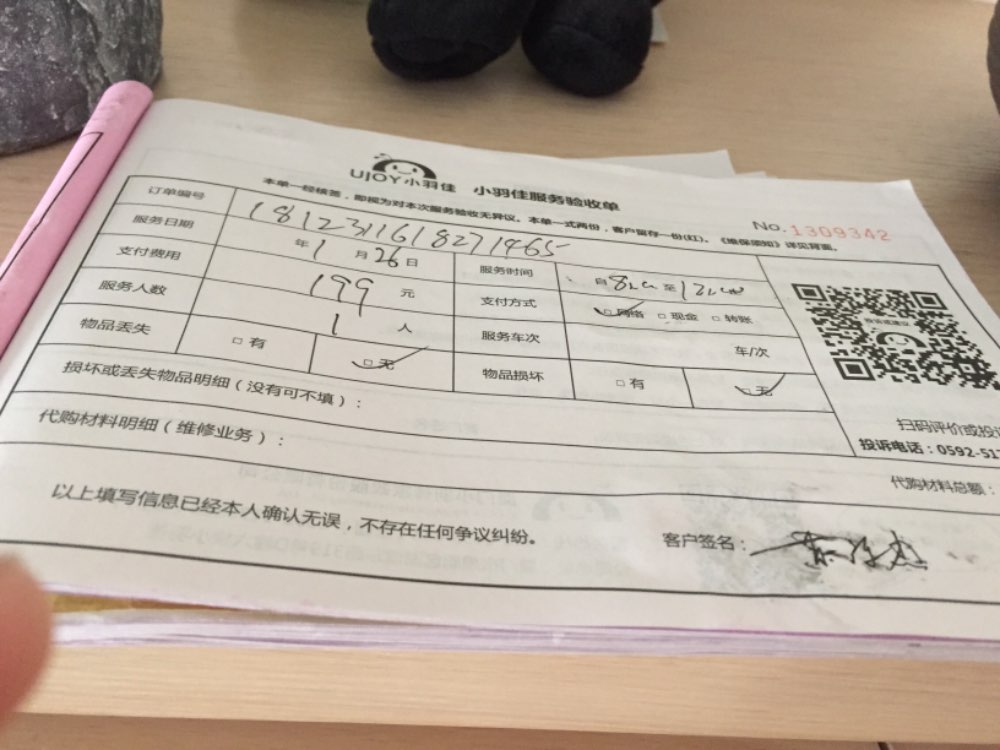 UJOY小羽佳 小羽佳服务验收单
本单一经核签，即视为对本次服务验收无异议。本单一式两份，客户留存一份(红)。《维保须知》详见背面。
No.1309342
订单编号 181231161827 1465
服务日期 年 1 月 26 日 服务时间 自 8 至 12
支付费用 199 元 支付方式 □网络 □现金 □转账
服务人数 1 人 服务车次 车/次
物品丢失 □有 □无 物品损坏 □有 □无
损坏或丢失物品明细（没有可不填）：
扫码评价或投
代购材料明细（维修业务）：
投诉电话：0592-517
代购材料总额：
以上填写信息已经本人确认无误，不存在任何争议纠纷。 客户签名：